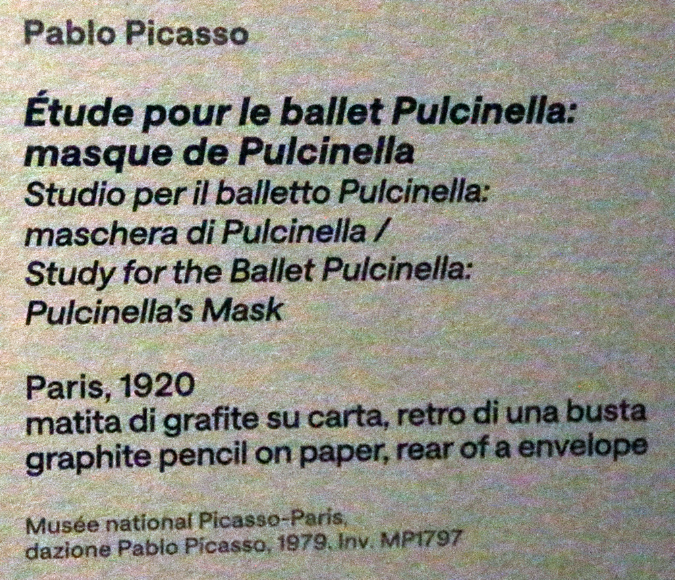 Pablo Picasso
Étude pour le ballet Pulcinella:
masque de Pulcinella
Studio per il balletto Pulcinella:
maschera di Pulcinella /
Study for the Ballet Pulcinella:
Pulcinella's Mask
Paris, 1920
matita di grafite su carta, retro di una busta
graphite pencil on paper, rear of a envelope
Musée national Picasso-Paris,
dazione Pablo Picasso, 1979. Inv. MP1797